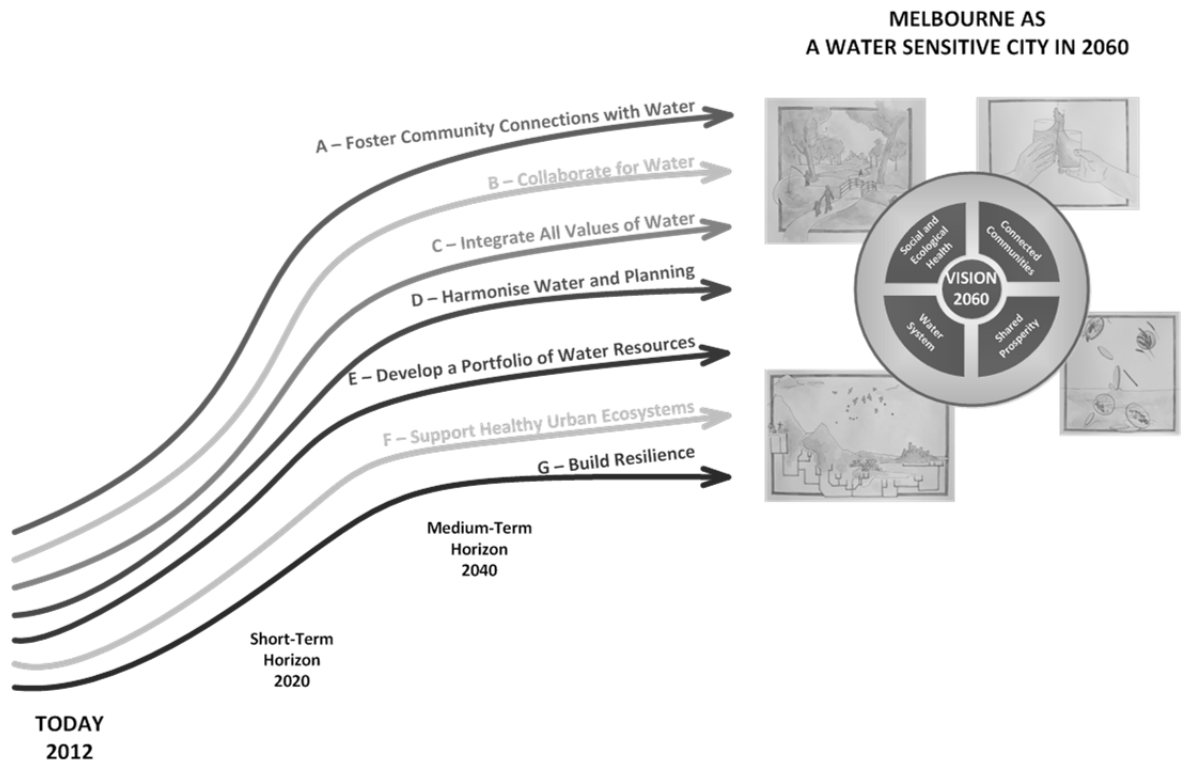 MELBOURNE AS
A WATER SENSITIVE CITY IN 2060
A – Foster Community Connections with Water
B – Collaborate for Water
C – Integrate All Values of Water
D – Harmonise Water and Planning
E – Develop a Portfolio of Water Resources
F – Support Healthy Urban Ecosystems
G – Build Resilience
Social and
Ecological
Health
Connected
Communities
VISION
2060
Water
System
Shared
Prosperity
Medium-Term
Horizon
2040
Short-Term
Horizon
2020
TODAY
2012